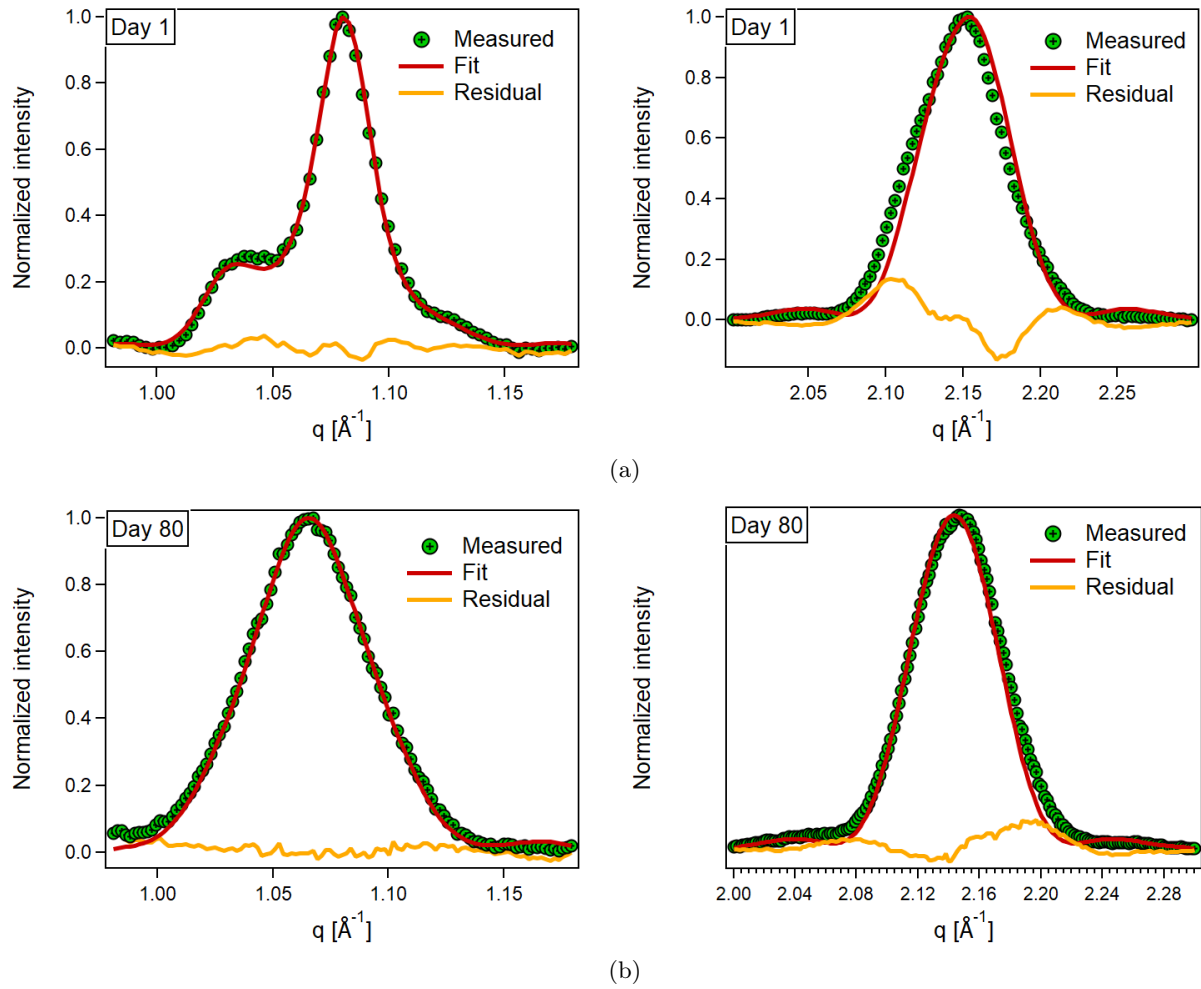 Day 1
Measured
Fit
Residual
Normalized intensity
1.0
0.8
0.6
0.4
0.2
0.0
1.00 1.05 1.10 1.15
q [Å⁻¹]
Day 1
Measured
Fit
Residual
Normalized intensity
1.0
0.8
0.6
0.4
0.2
0.0
2.05 2.10 2.15 2.20 2.25
q [Å⁻¹]
(a)
Day 80
Measured
Fit
Residual
Normalized intensity
1.0
0.8
0.6
0.4
0.2
0.0
1.00 1.05 1.10 1.15
q [Å⁻¹]
Day 80
Measured
Fit
Residual
Normalized intensity
2.00 2.04 2.08 2.12 2.16 2.20 2.24 2.28
q [Å⁻¹]
(b)